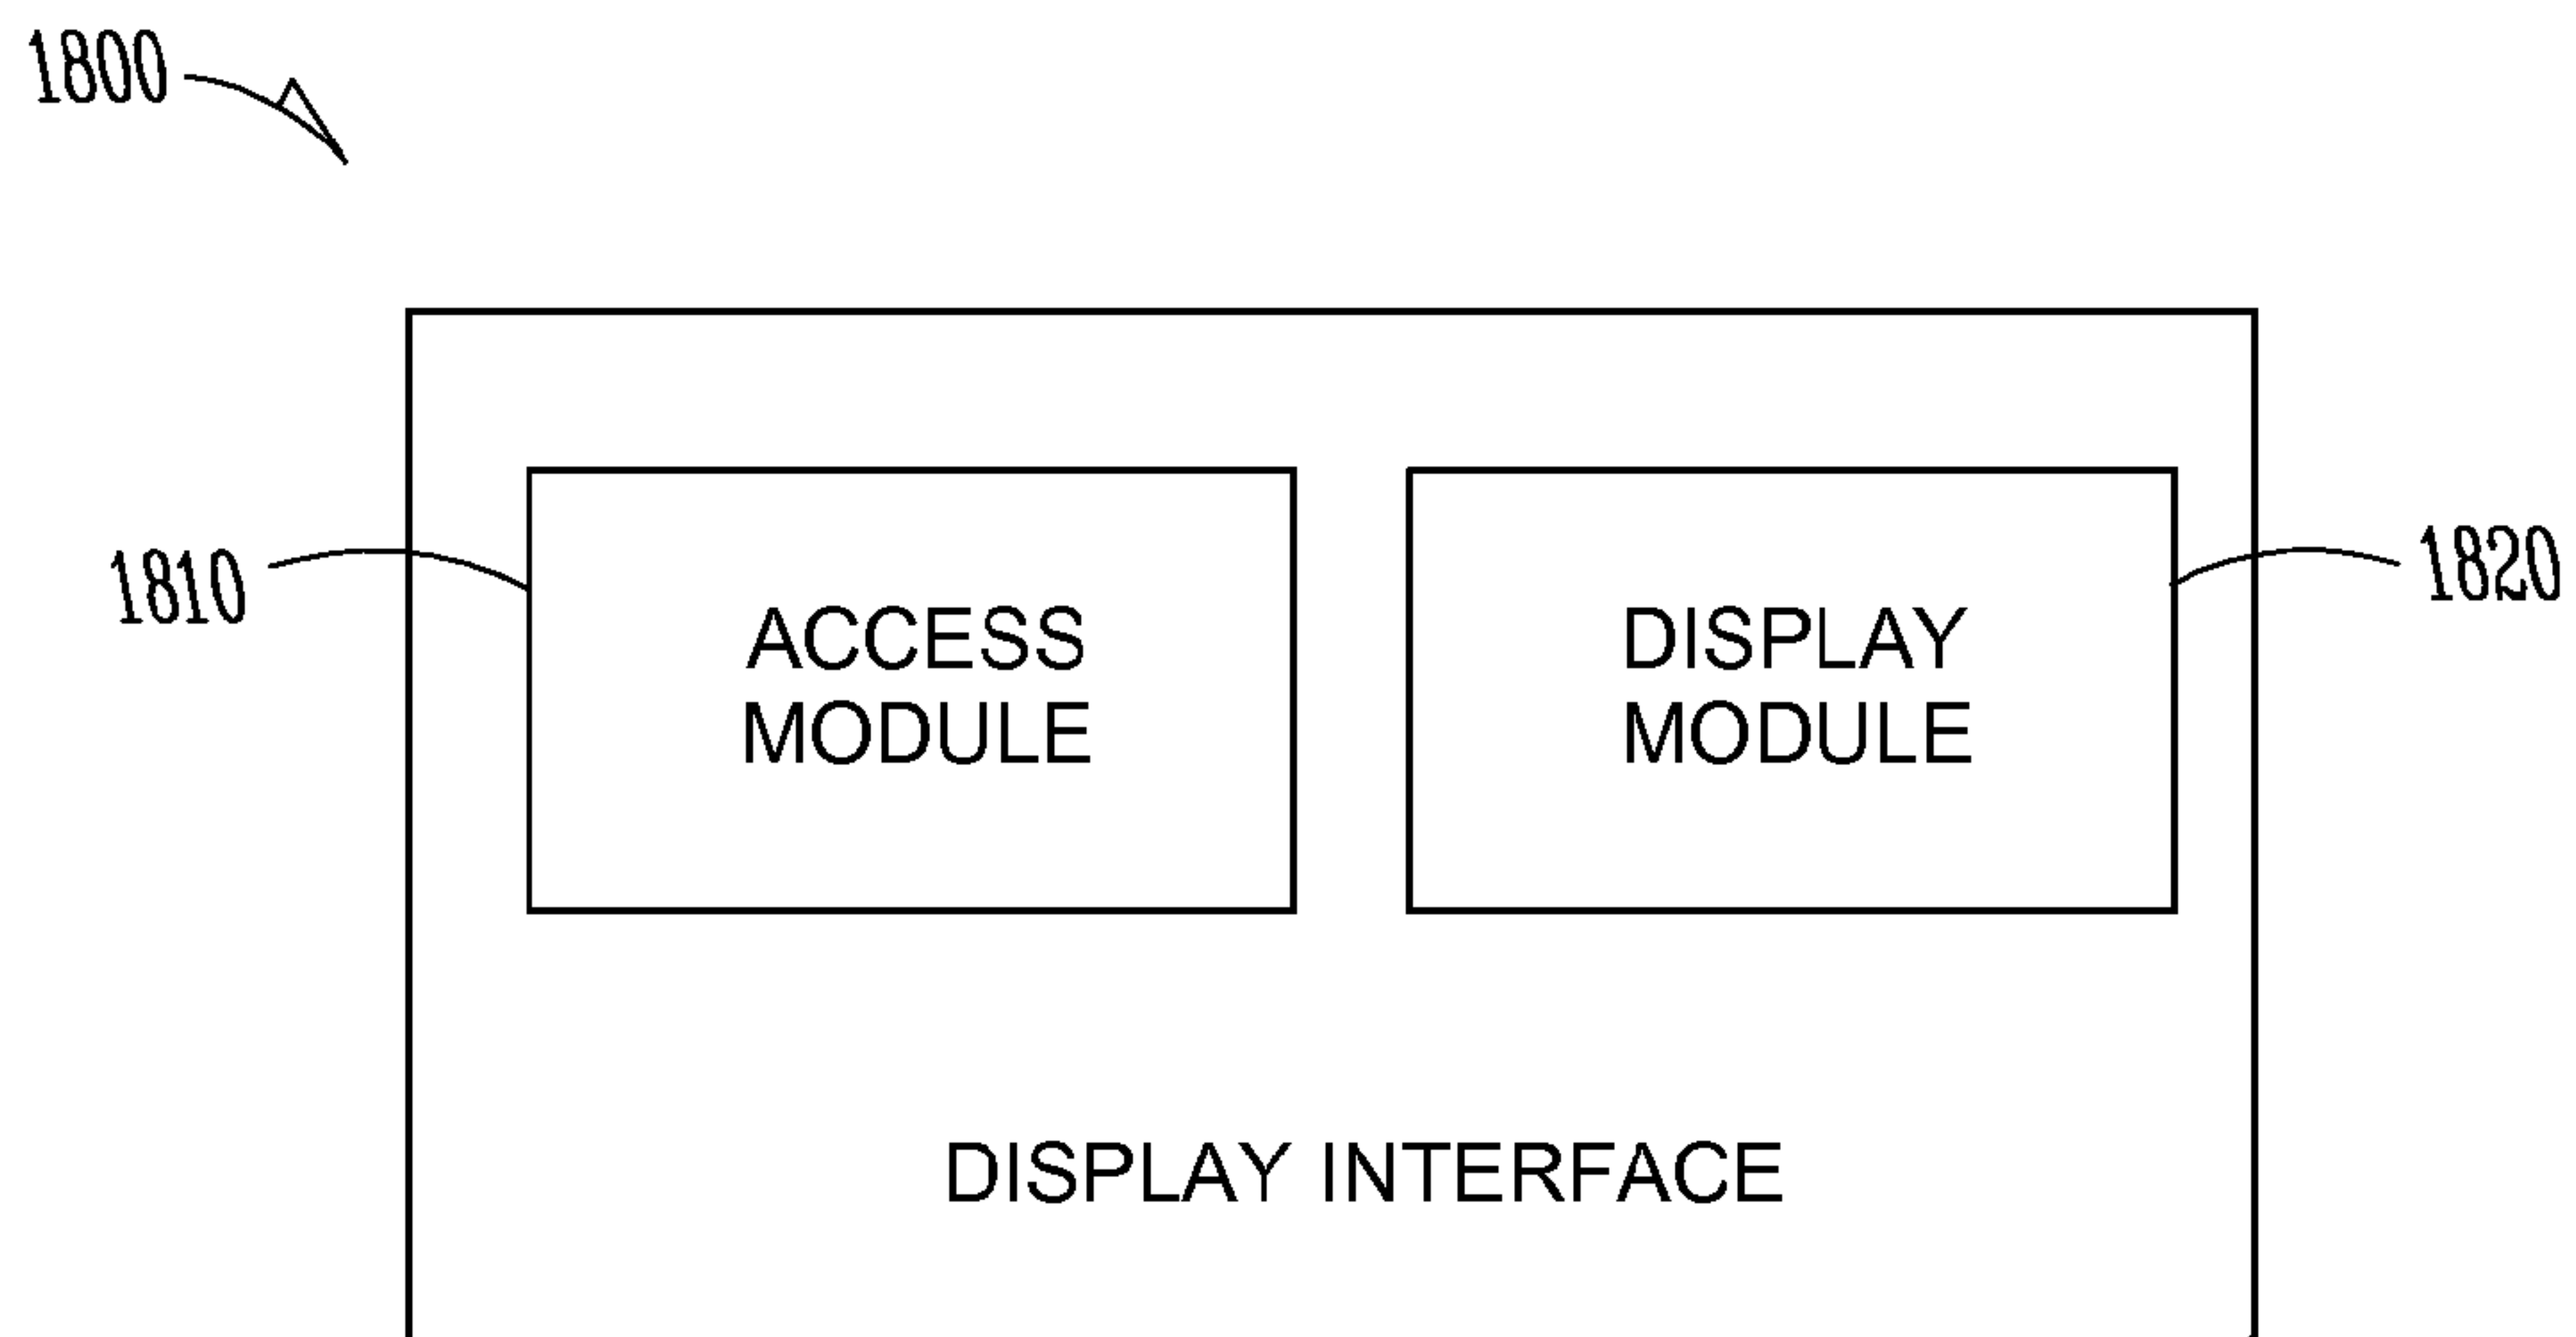 1800
1810
ACCESS
MODULE
DISPLAY
MODULE
1820
DISPLAY INTERFACE